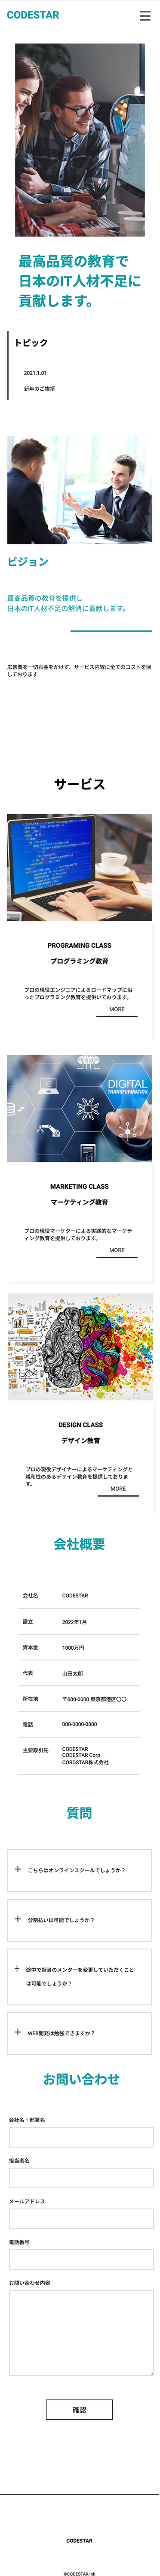 CODESTAR
最高品質の教育で
日本のIT人材不足に
貢献します。
トピック
2021.1.01
新年のご挨拶
ビジョン
最高品質の教育を提供し
日本のIT人材不足の解消に貢献します。
広告費を一切お金をかけず、サービス内容に全てのコストを回
しております
サービス
PROGRAMING CLASS
プログラミング教育
プロの現役エンジニアによるロードマップに沿
ったプログラミング教育を提供いております。
MORE
DIGITAL
TRANSFORMATION
MARKETING CLASS
マーケティング教育
プロの現役マーケターによる実践的なマーケテ
ィング教育を提供しております。
MORE
DESIGN CLASS
デザイン教育
プロの現役デザイナーによるマーケティングと
親和性のあるデザイン教育を提供しておりま
す。
MORE
会社概要
会社名 CODESTAR
設立 2022年1月
資本金 1000万円
代表 山田太郎
所在地 〒000-0000 東京都港区〇〇
電話 000-0000-0000
主要取引先 CODESTAR
CODESTAR Corp
CORDSTAR株式会社
質問
こちらはオンラインスクールでしょうか？
分割払いは可能でしょうか？
途中で担当のメンターを変更していただくこと
は可能でしょうか？
WEB開発は勉強できますか？
お問い合わせ
会社名・部署名
担当者名
メールアドレス
電話番号
お問い合わせ内容
確認
CODESTAR
©CODESTAR.ink